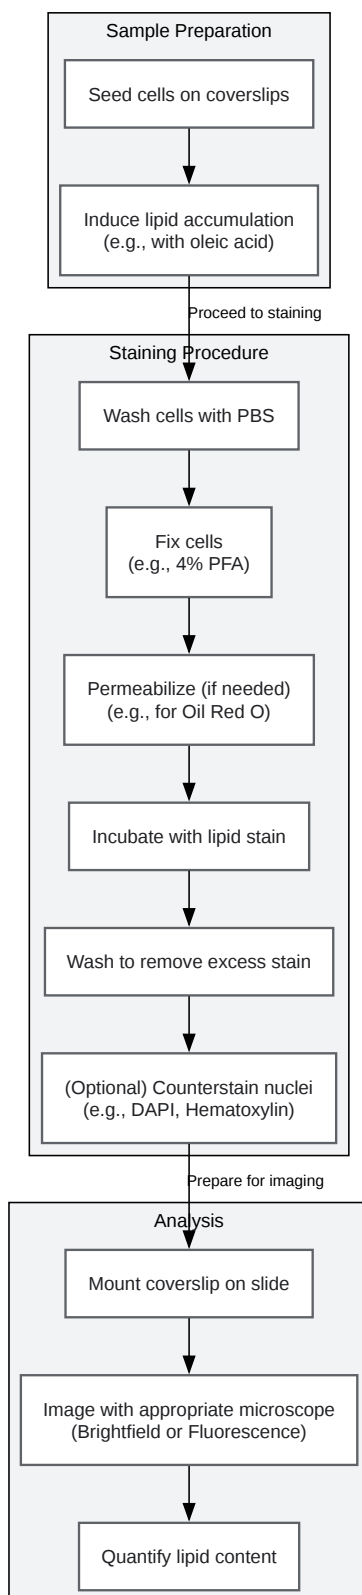 Sample Preparation
Seed cells on coverslips
Induce lipid accumulation
(e.g., with oleic acid)
Proceed to staining
Staining Procedure
Wash cells with PBS
Fix cells
(e.g., 4% PFA)
Permeabilize (if needed)
(e.g., for Oil Red O)
Incubate with lipid stain
Wash to remove excess stain
(Optional) Counterstain nuclei
(e.g., DAPI, Hematoxylin)
Prepare for imaging
Analysis
Mount coverslip on slide
Image with appropriate microscope
(Brightfield or Fluorescence)
Quantify lipid content